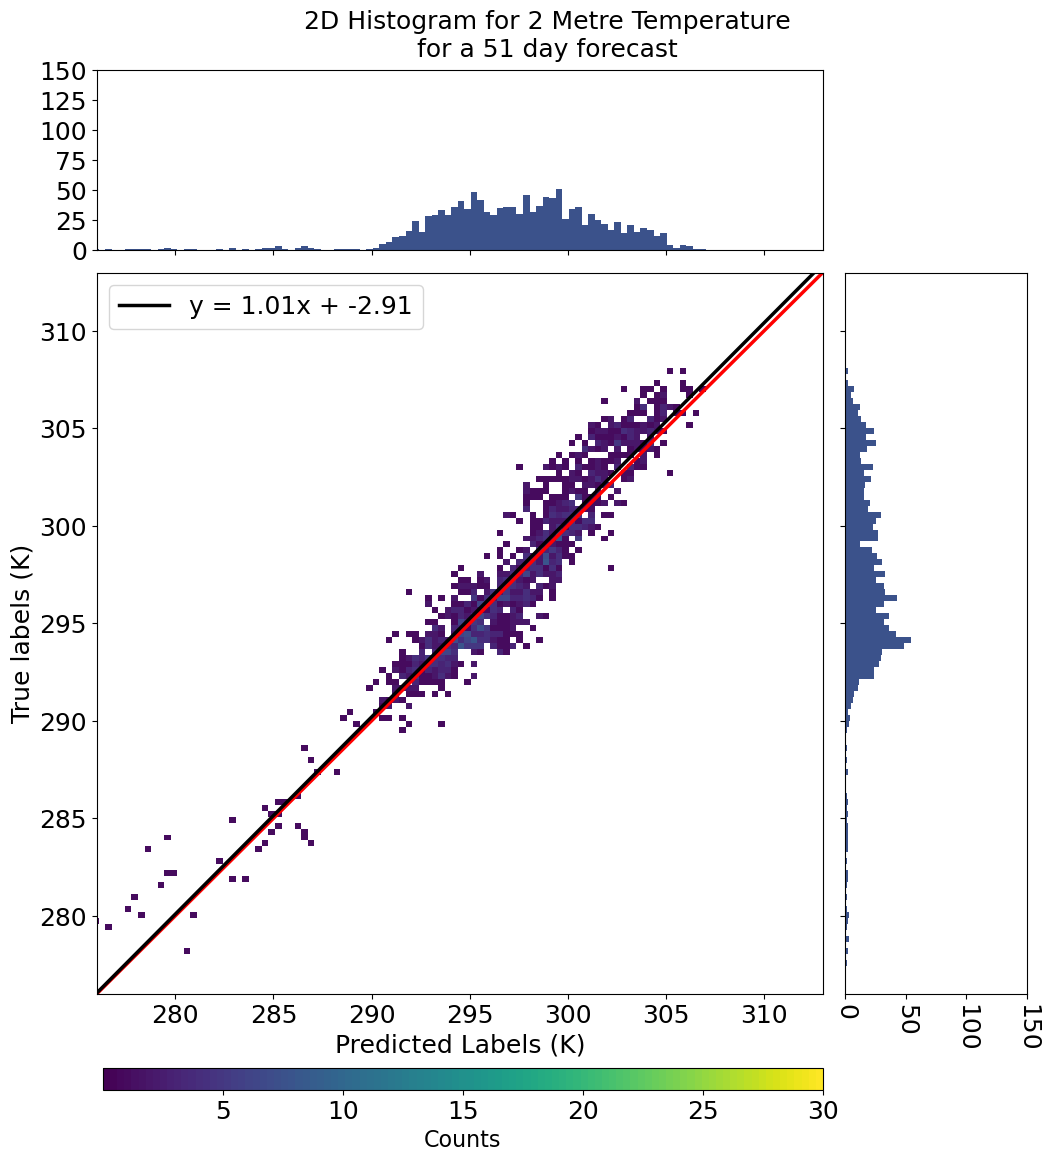 2D Histogram for 2 Metre Temperature
for a 51 day forecast
150
125
100
75
50
25
0
y = 1.01x + -2.91
310
305
300
295
290
285
280
True labels (K)
280 285 290 295 300 305 310
Predicted Labels (K)
0 50 100 150
5 10 15 20 25 30
Counts